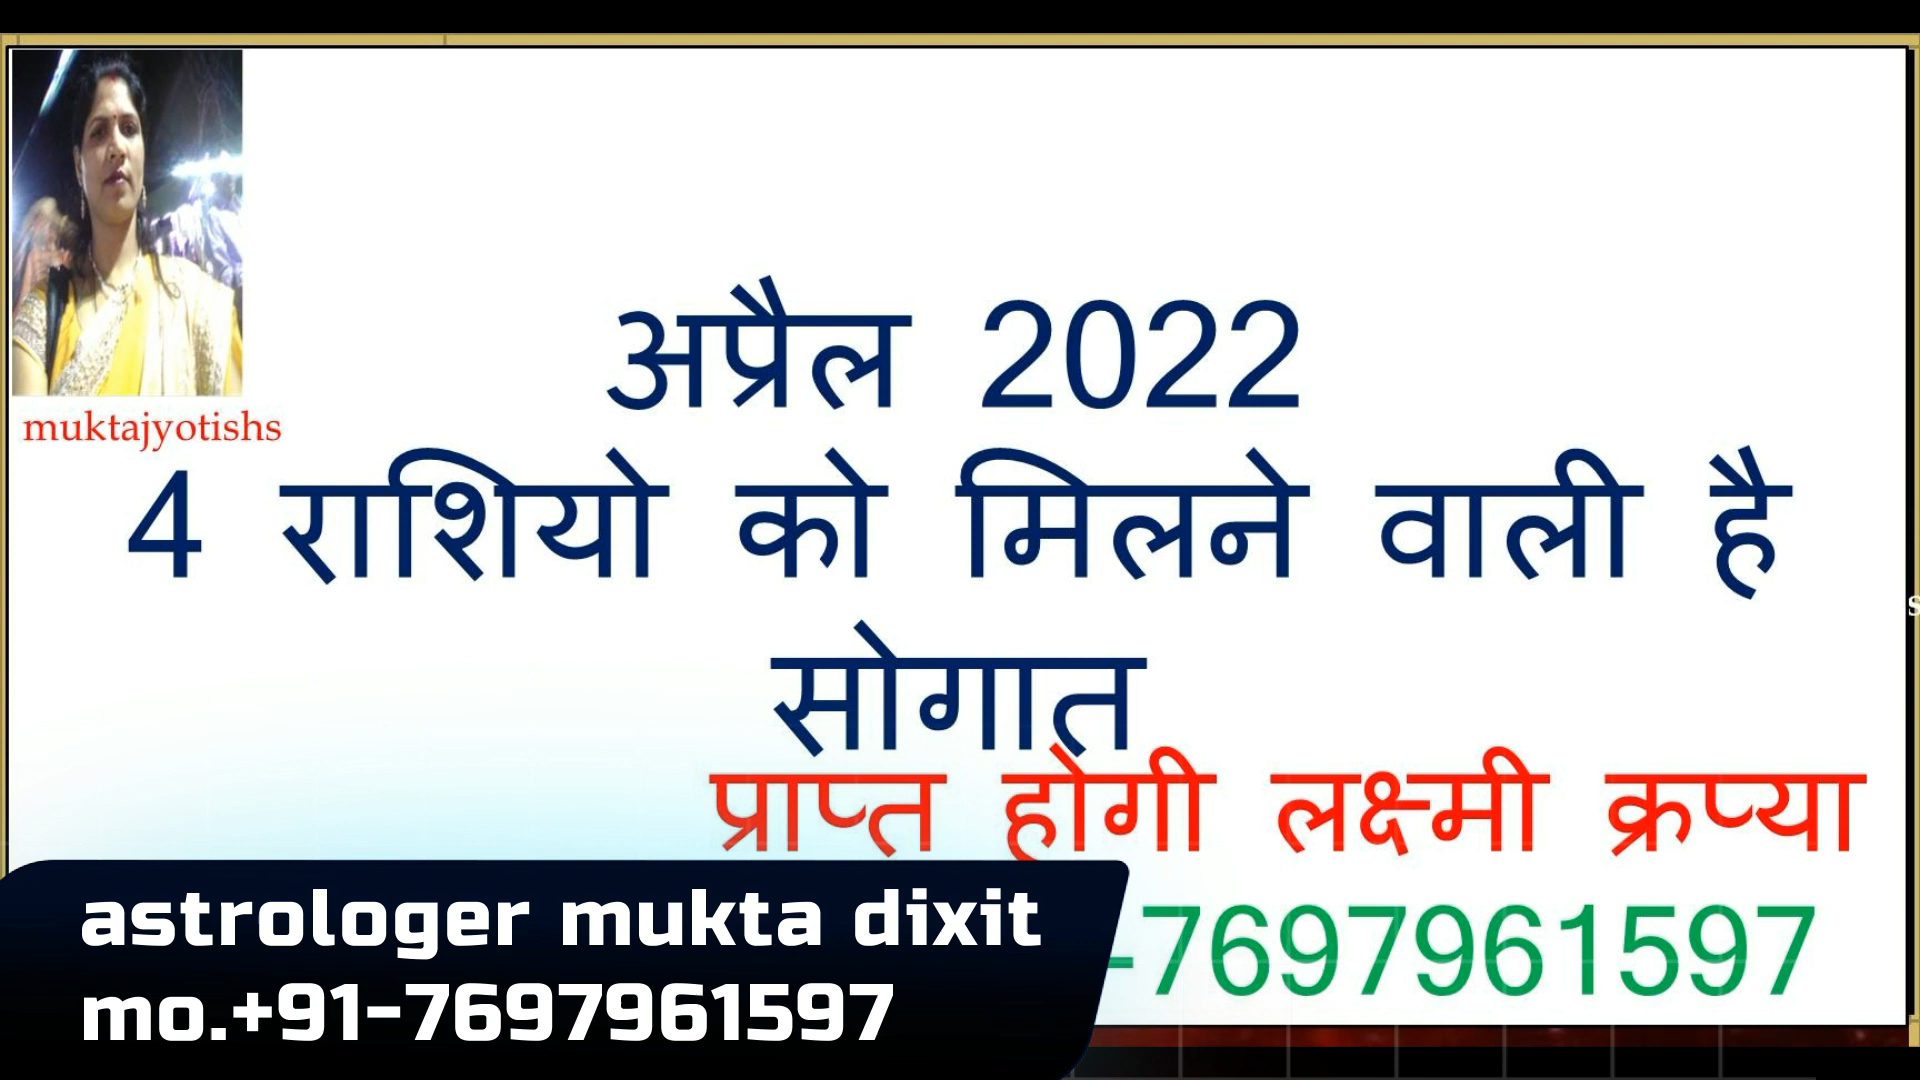 muktajyotishs
अप्रैल 2022
4 राशियो को मिलने वाली है
सोगात
प्राप्त होगी लक्ष्मी क्रप्या
-7697961597
astrologer mukta dixit
mo.+91-7697961597
s